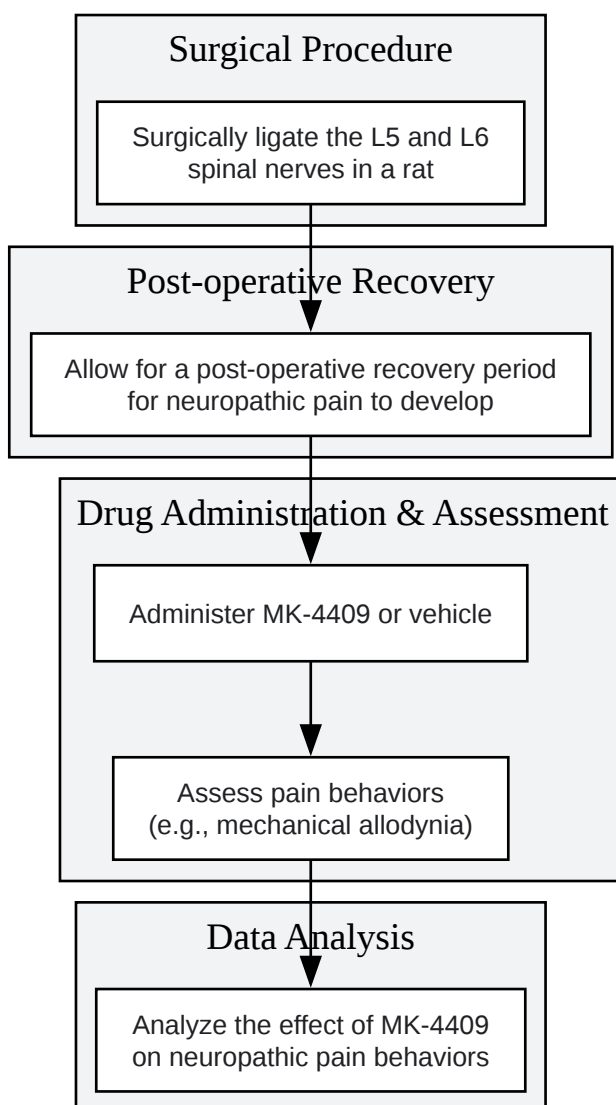 Surgical Procedure
Surgically ligate the L5 and L6
spinal nerves in a rat
Post-operative Recovery
Allow for a post-operative recovery period
for neuropathic pain to develop
Drug Administration & Assessment
Administer MK-4409 or vehicle
Assess pain behaviors
(e.g., mechanical allodynia)
Data Analysis
Analyze the effect of MK-4409
on neuropathic pain behaviors